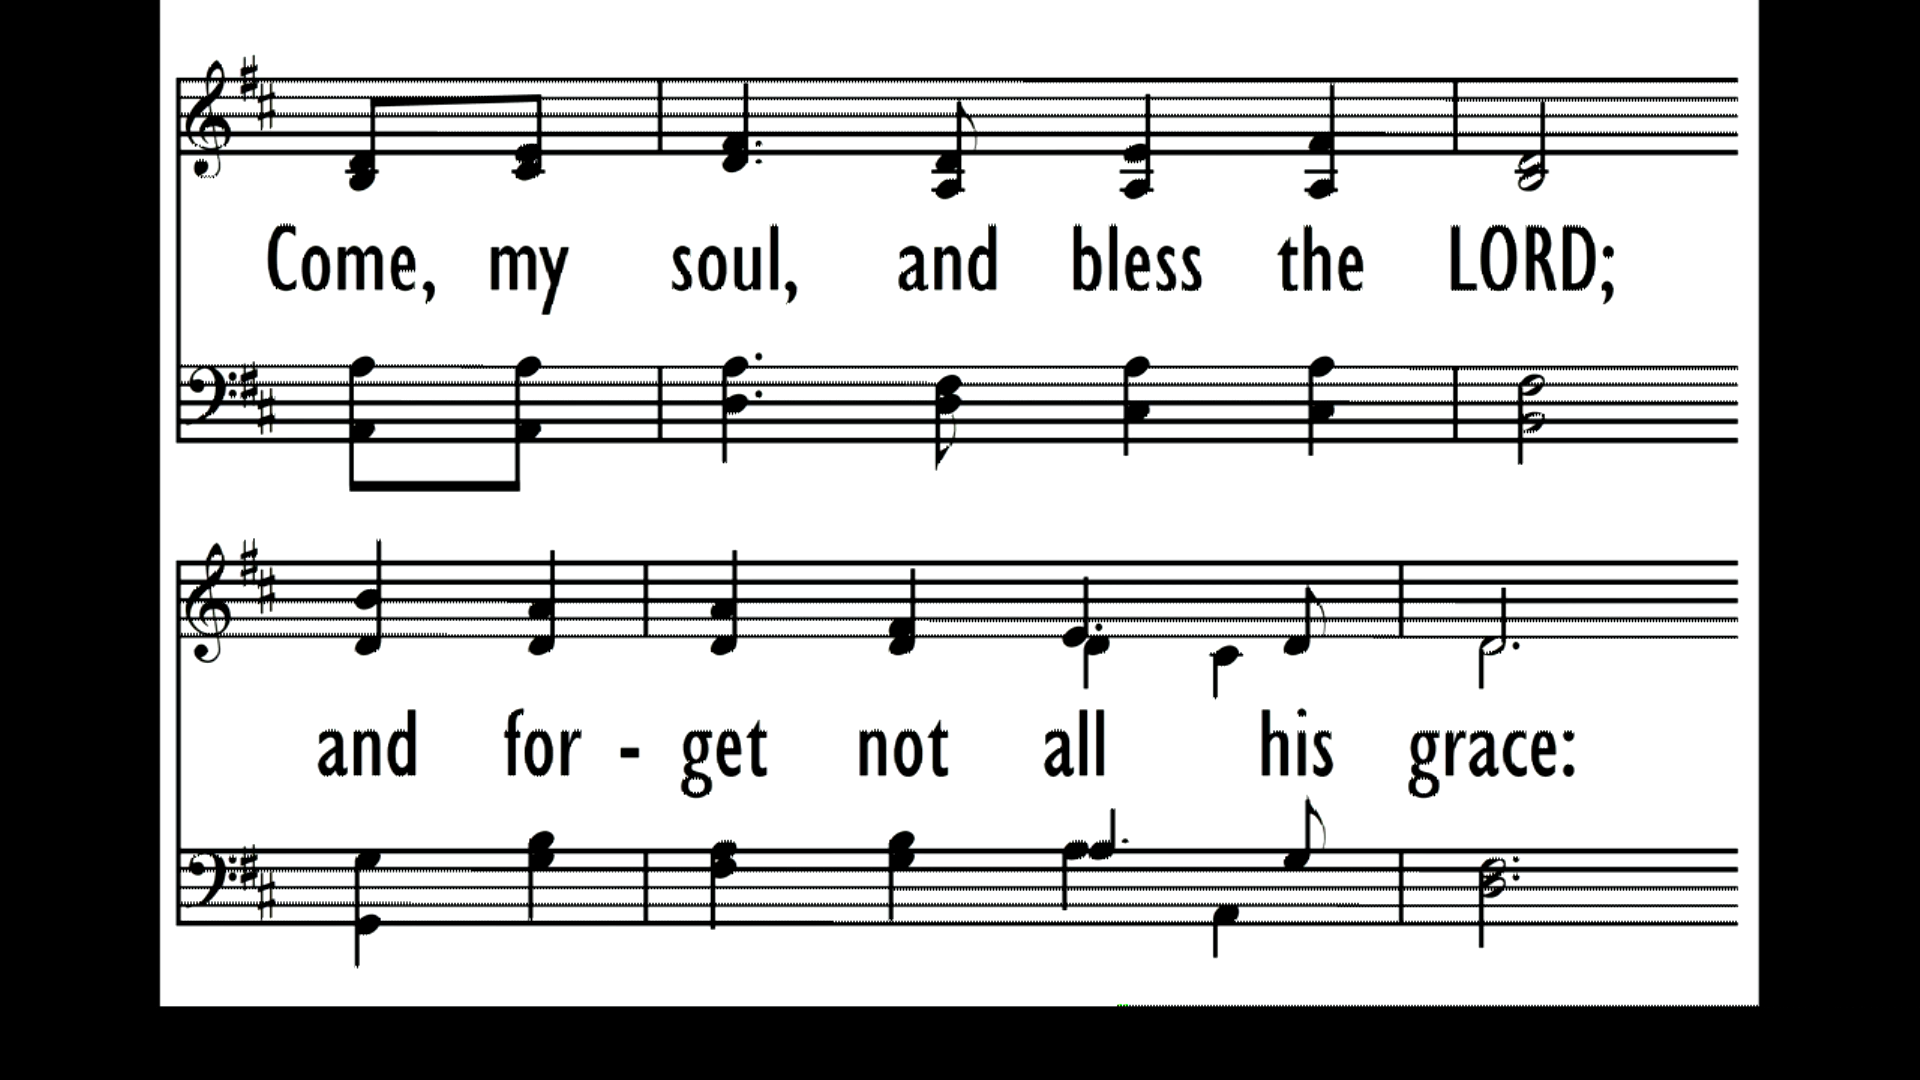 Come, my soul, and bless the LORD;
and for - get not all his grace: